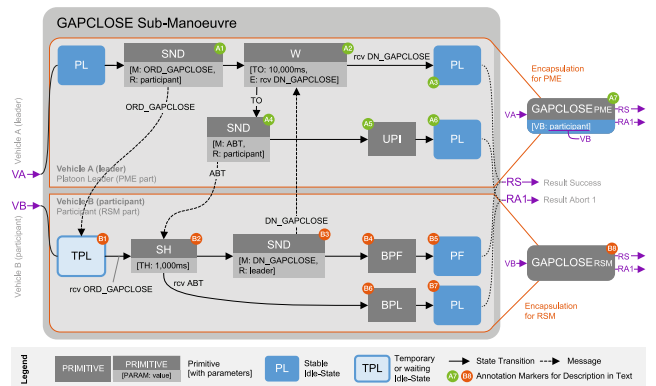 GAPCLOSE Sub-Manoeuvre
PL
SND
A1
[M: ORD_GAPCLOSE,
R: participant]
W
A2
[TO: 10,000ms,
E: rcv DN_GAPCLOSE]
rcv DN_GAPCLOSE
A3
PL
Encapsulation
for PME
ORD_GAPCLOSE
TO
SND
A4
[M: ABT,
R: participant]
A5
UPI
A6
PL
VA
GAPCLOSE PME
A7
[VB: participant]
VB
RS
RA1
Vehicle A (leader)
VA
Vehicle A (leader)
Platoon Leader (PME part)
ABT
RS
Result Success
VB
Vehicle B (participant)
Participant (RSM part)
DN_GAPCLOSE
RA1
Result Abort 1
Vehicle B (participant)
TPL
B1
SH
B2
[TH: 1,000ms]
SND
B3
[M: DN_GAPCLOSE,
R: leader]
B4
BPF
B5
PF
VB
GAPCLOSE RSM
B8
RS
RA1
rcv ORD_GAPCLOSE
rcv ABT
B6
BPL
B7
PL
Encapsulation
for RSM
Legend
PRIMITIVE
PRIMITIVE
[PARAM: value]
Primitive
[with parameters]
PL
Stable
Idle-State
TPL
Temporary
or waiting
Idle-State
State Transition
Message
A7
B8
Annotation Markers for Description in Text